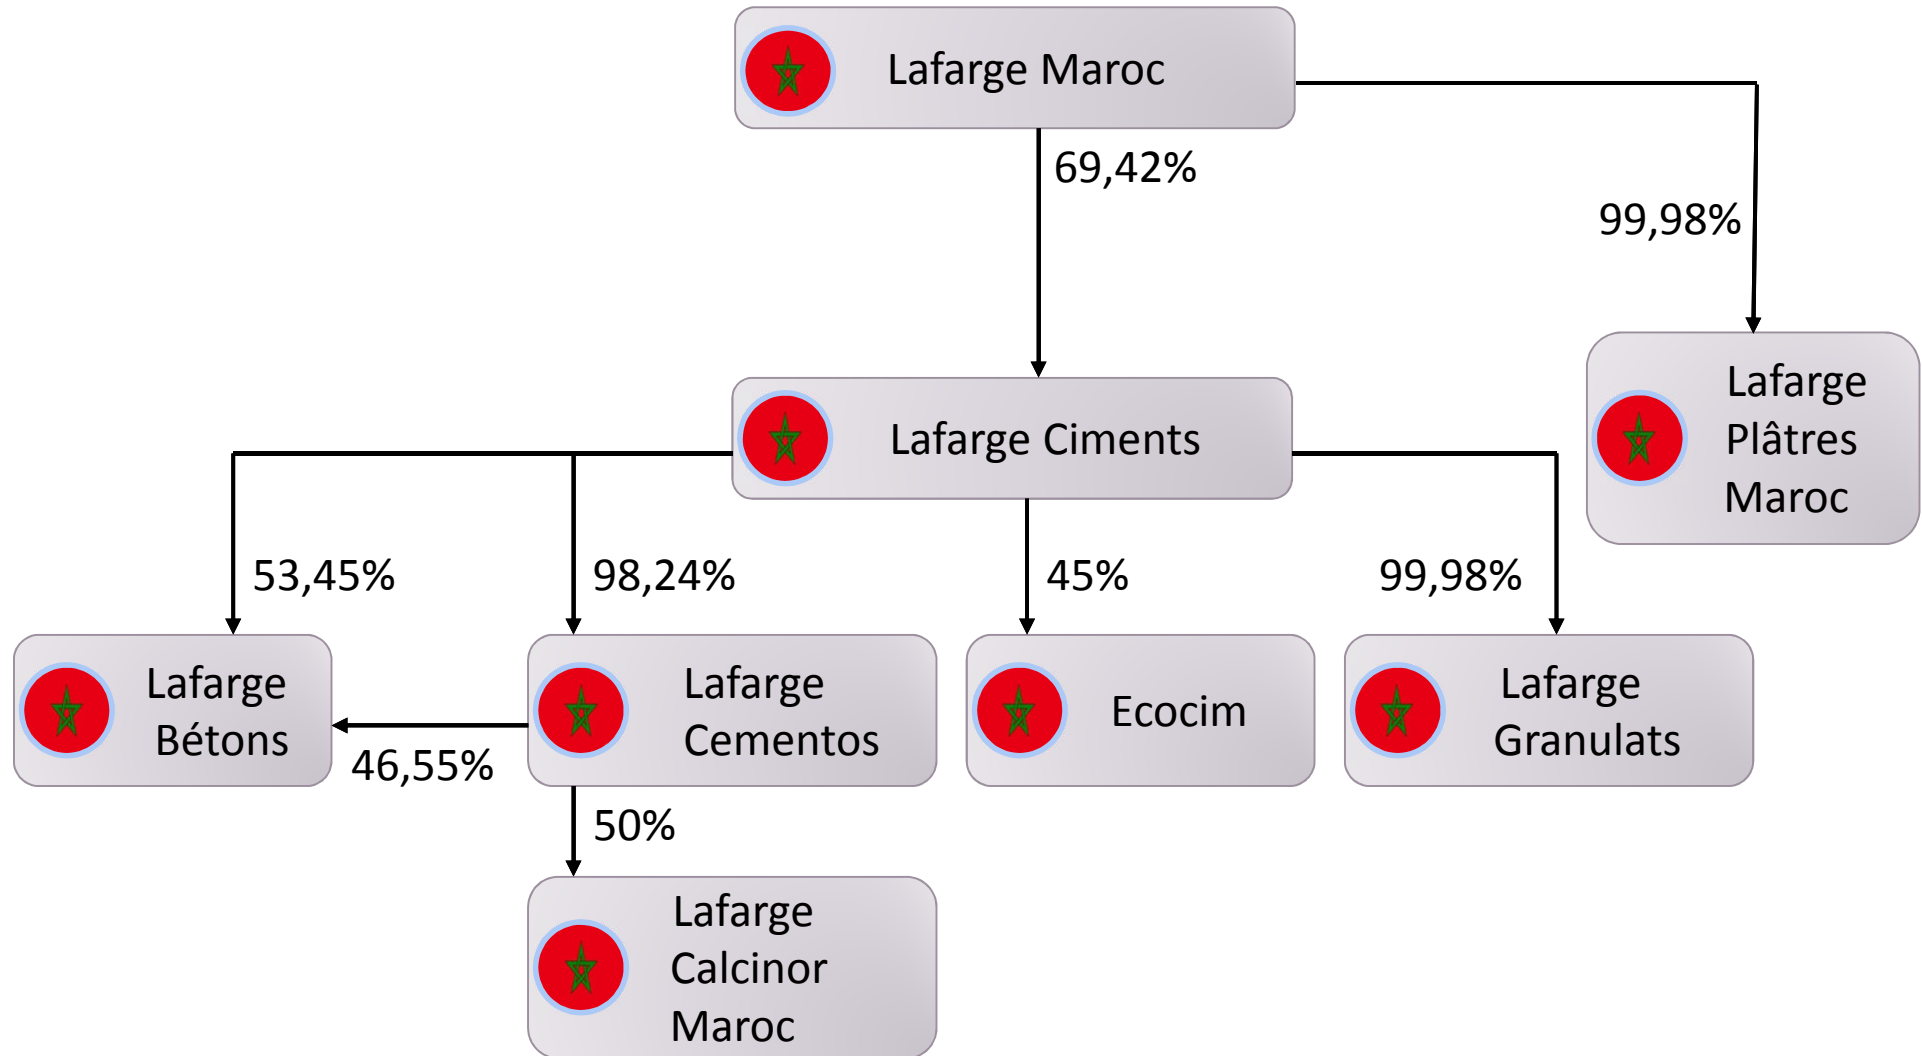 Lafarge Maroc
69,42%
99,98%
Lafarge
Plâtres
Maroc
Lafarge Ciments
53,45%
98,24%
45%
99,98%
Lafarge
Bétons
Lafarge
Cementos
Ecocim
Lafarge
Granulats
46,55%
50%
Lafarge
Calcinor
Maroc